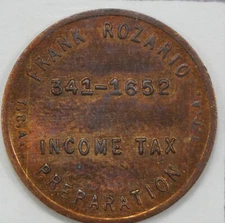 FRANK ROZANIO
341-1652
INCOME TAX
PREPARATION